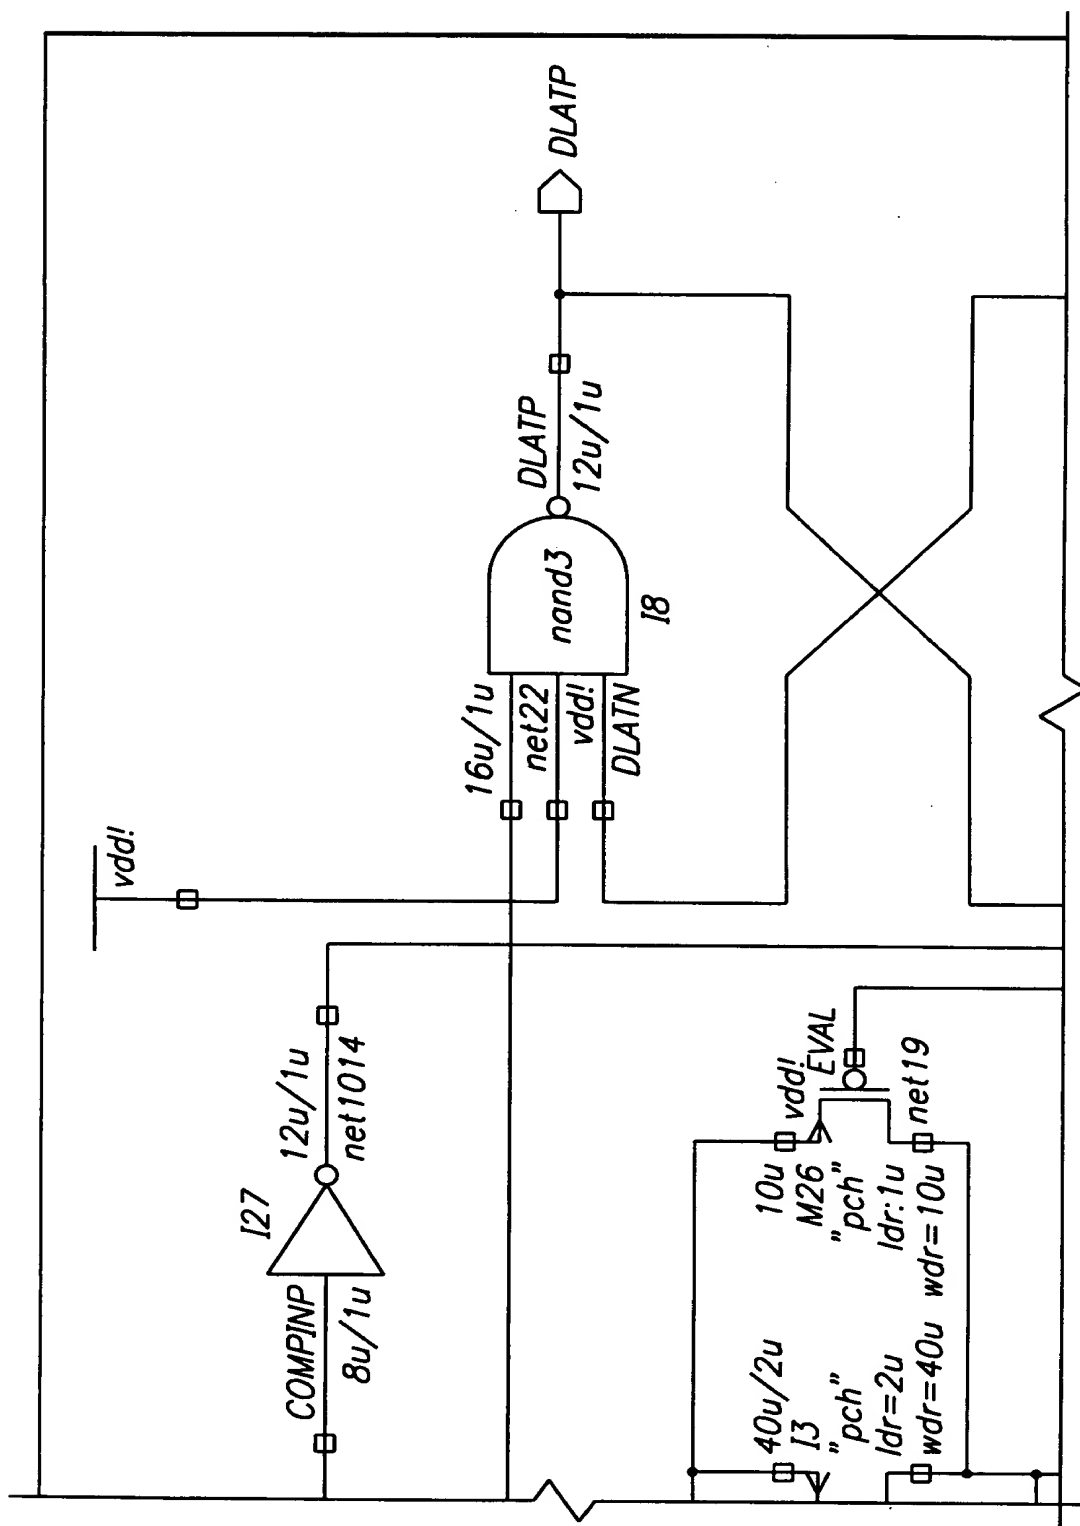 vdd!
I27
COMPINP
8u/1u
12u/1u
net1014
16u/1u
net22
vdd!
DLATN
nand3
I8
DLATP
12u/1u
DLATP
40u/2u
I3
"pch"
ldr=2u
wdr=40u
10u
M26
"pch"
ldr:1u
wdr=10u
vdd!
EVAL
net19